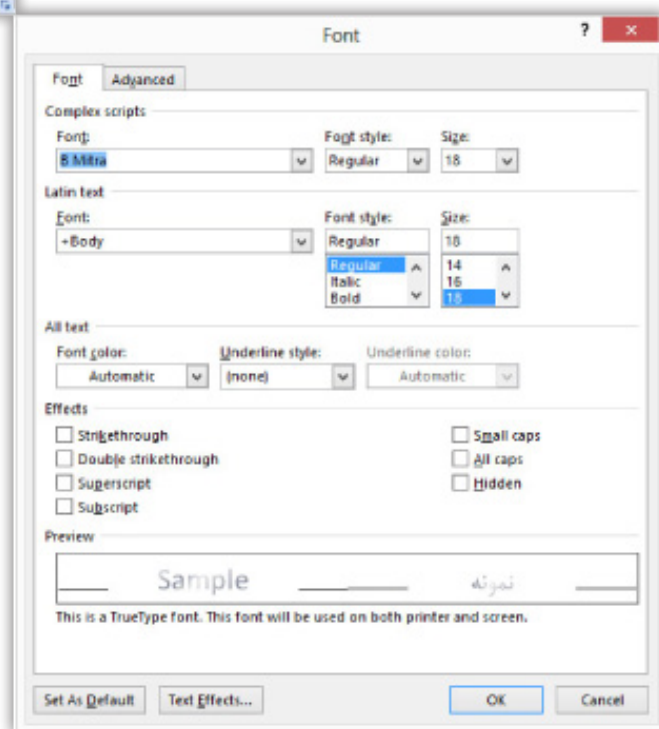 Font ?
Font Advanced
Complex scripts
Font: Font style: Size:
B Mitra Regular 18
Latin text
Font: Font style: Size:
+Body Regular 18
Regular 14
Italic 16
Bold 18
All text
Font color: Underline style: Underline color:
Automatic (none) Automatic
Effects
Strikethrough Small caps
Double strikethrough All caps
Superscript Hidden
Subscript
Preview
Sample نمونه
This is a TrueType font. This font will be used on both printer and screen.
Set As Default Text Effects... OK Cancel